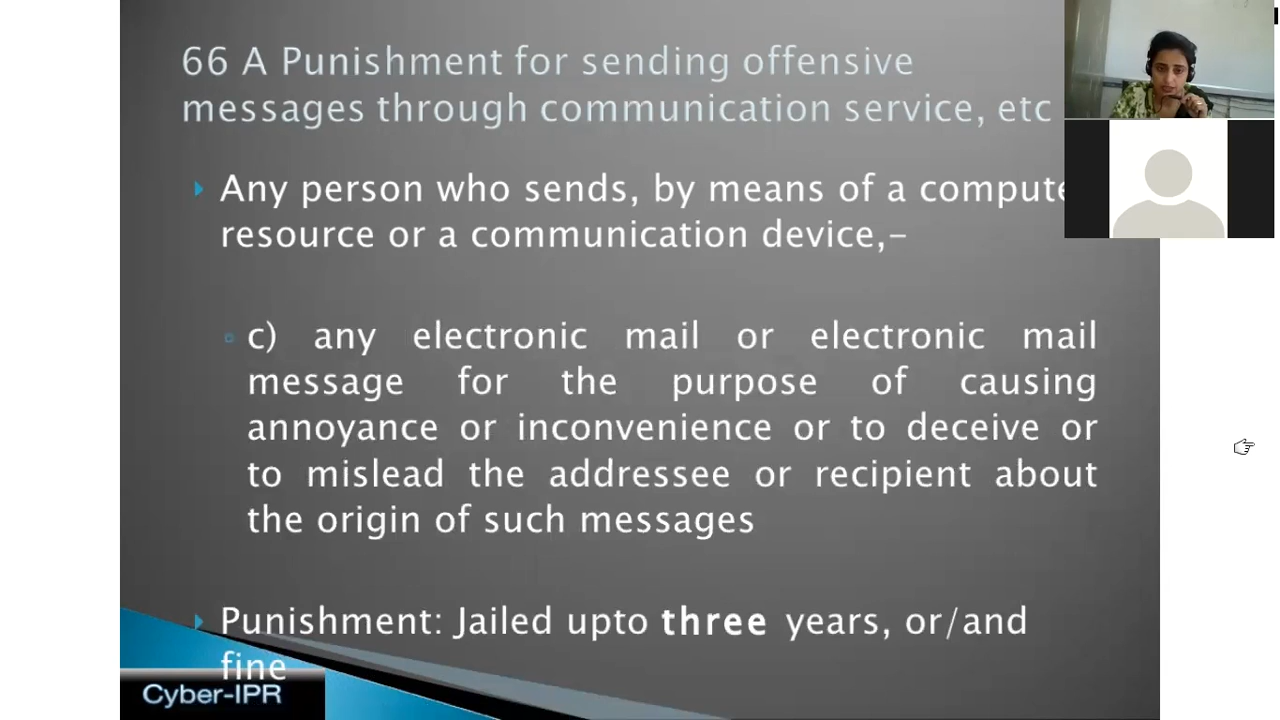 66 A Punishment for sending offensive
messages through communication service, etc
Any person who sends, by means of a compute
resource or a communication device,-
c) any electronic mail or electronic mail
message for the purpose of causing
annoyance or inconvenience or to deceive or
to mislead the addressee or recipient about
the origin of such messages
Punishment: Jailed upto three years, or/and
fine
Cyber-IPR